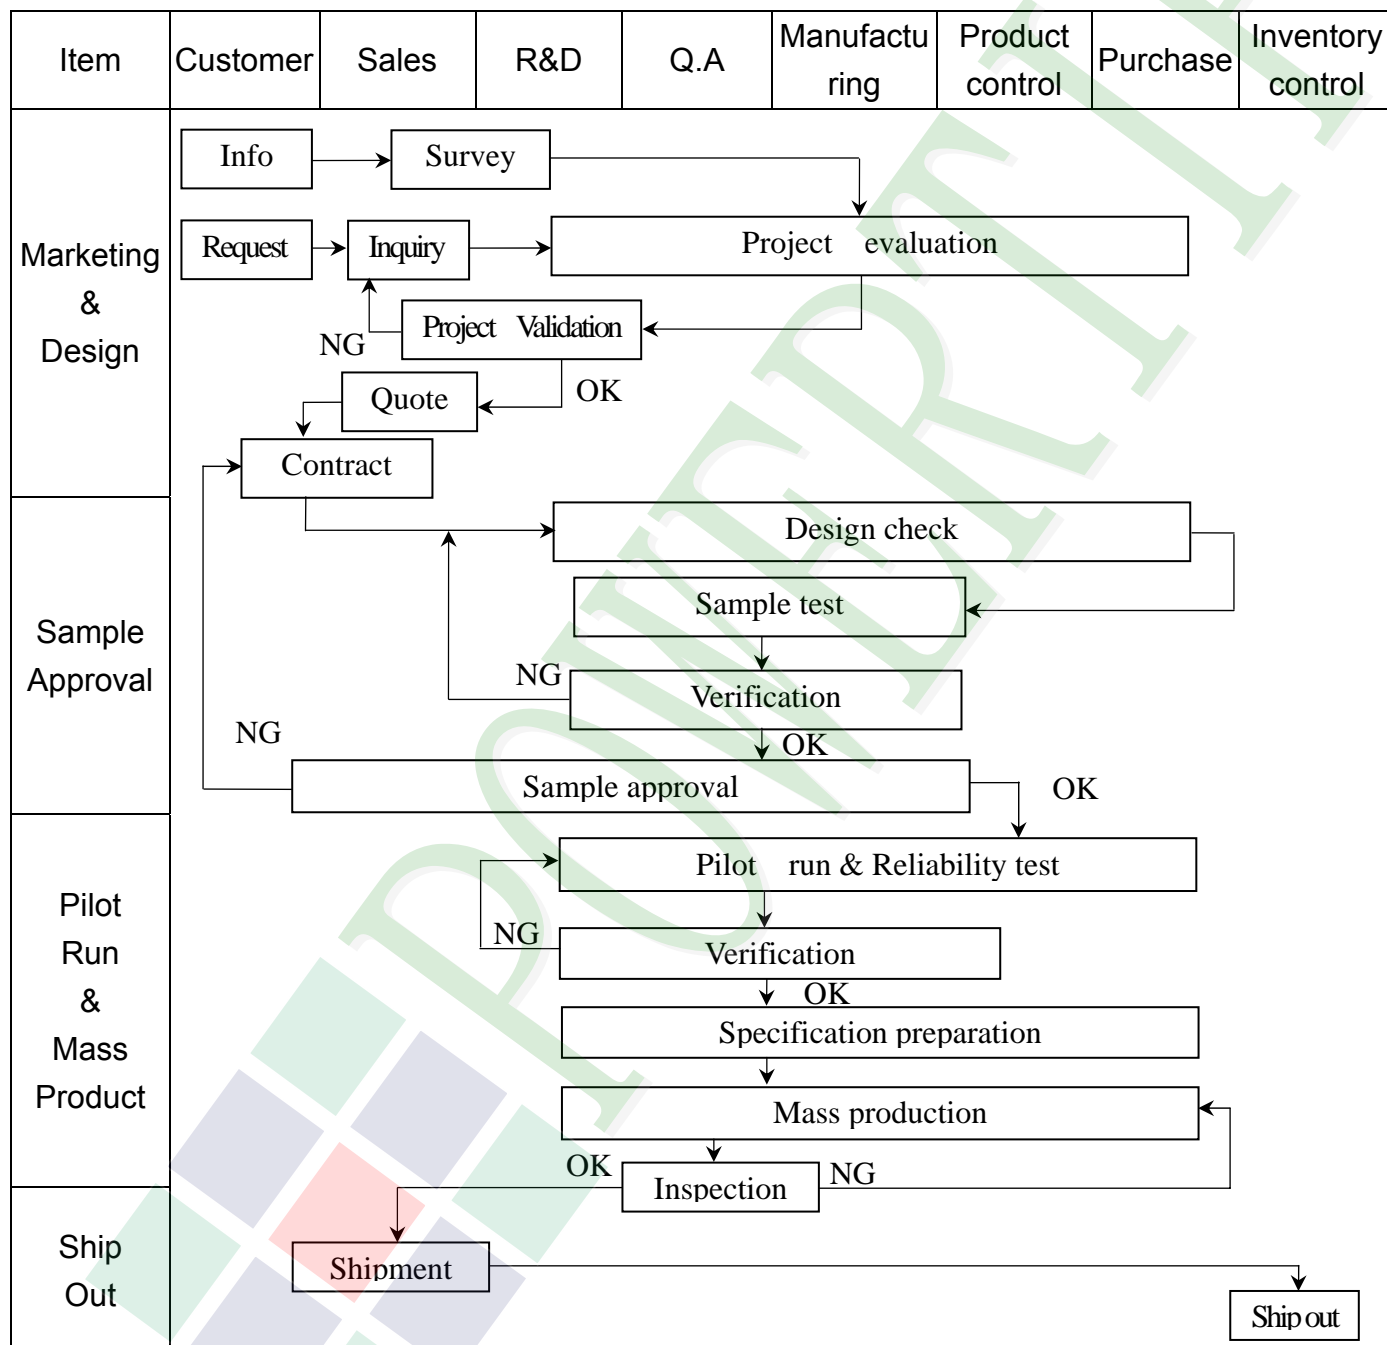 Item Customer Sales R&D Q.A Manufactu Product Purchase Inventory
ring control control
Info Survey
Request Inquiry Project evaluation
Marketing
&
Design
Project Validation
NG
OK
Quote
Contract
Design check
Sample test
Sample
Approval
NG
Verification
NG
OK
Sample approval
OK
Pilot run & Reliability test
Pilot
Run
&
Mass
Product
NG
Verification
OK
Specification preparation
Mass production
OK
Inspection
NG
Ship
Out
Shipment
Ship out
POWERTIP